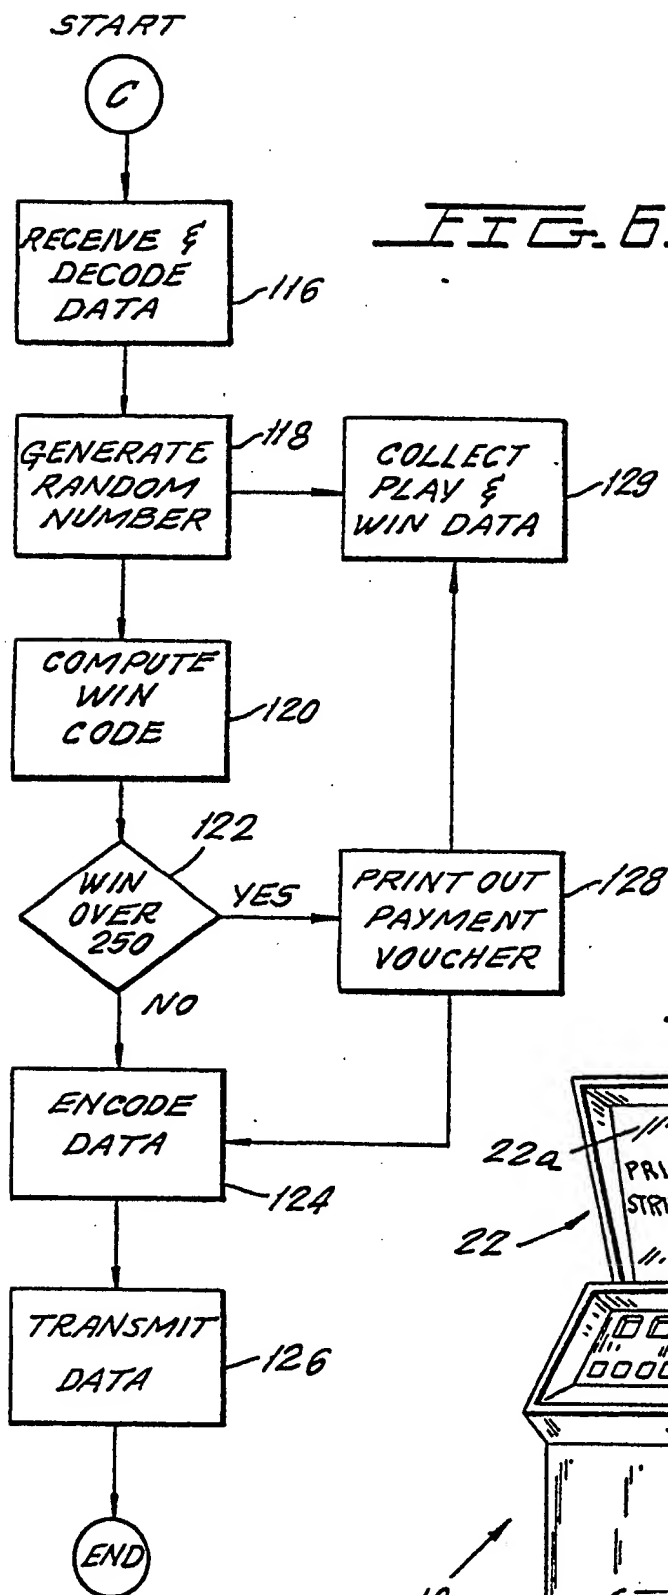 START
C
FIG. 6.
RECEIVE &
DECODE
DATA
116
GENERATE
RANDOM
NUMBER
118
COLLECT
PLAY &
WIN DATA
129
COMPUTE
WIN
CODE
120
122
WIN
OVER
250
YES
NO
PRINT OUT
PAYMENT
VOUCHER
128
ENCODE
DATA
124
TRANSMIT
DATA
126
END
22a
22